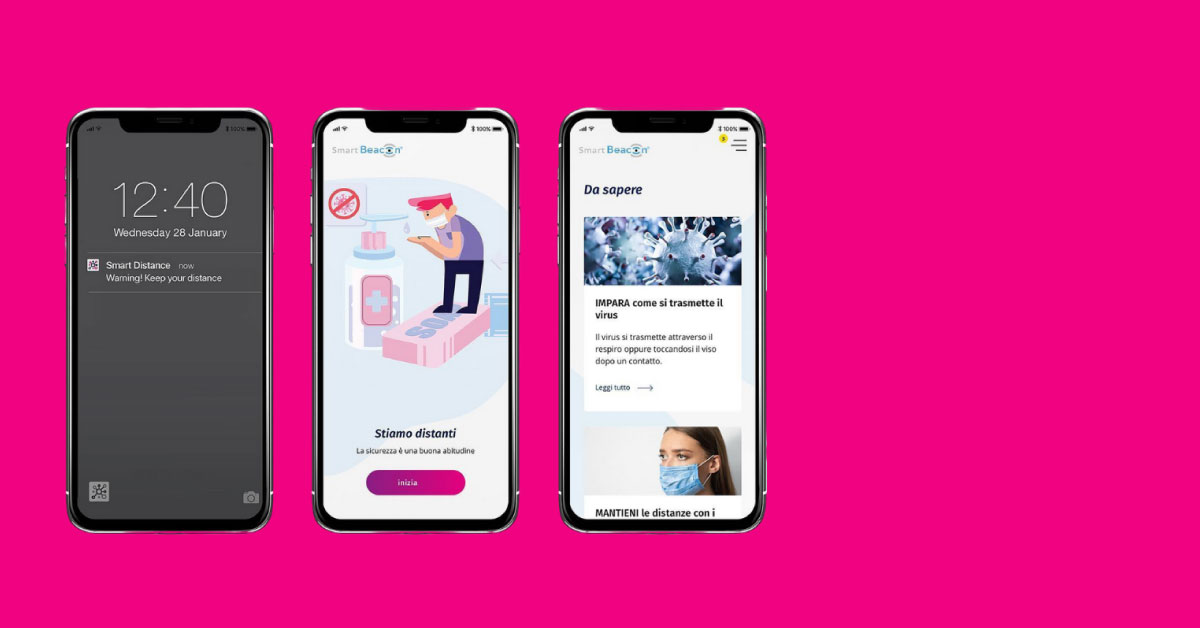 100%
12:40
Wednesday 28 January
Smart Distance now
Warning! Keep your distance
100%
Smart Beacon
SOAP
Stiamo distanti
La sicurezza è una buona abitudine
inizia
100%
5
Smart Beacon
Da sapere
IMPARA come si trasmette il
virus
Il virus si trasmette attraverso il
respiro oppure toccandosi il viso
dopo un contatto.
Leggi tutto
MANTIENI le distanze con i